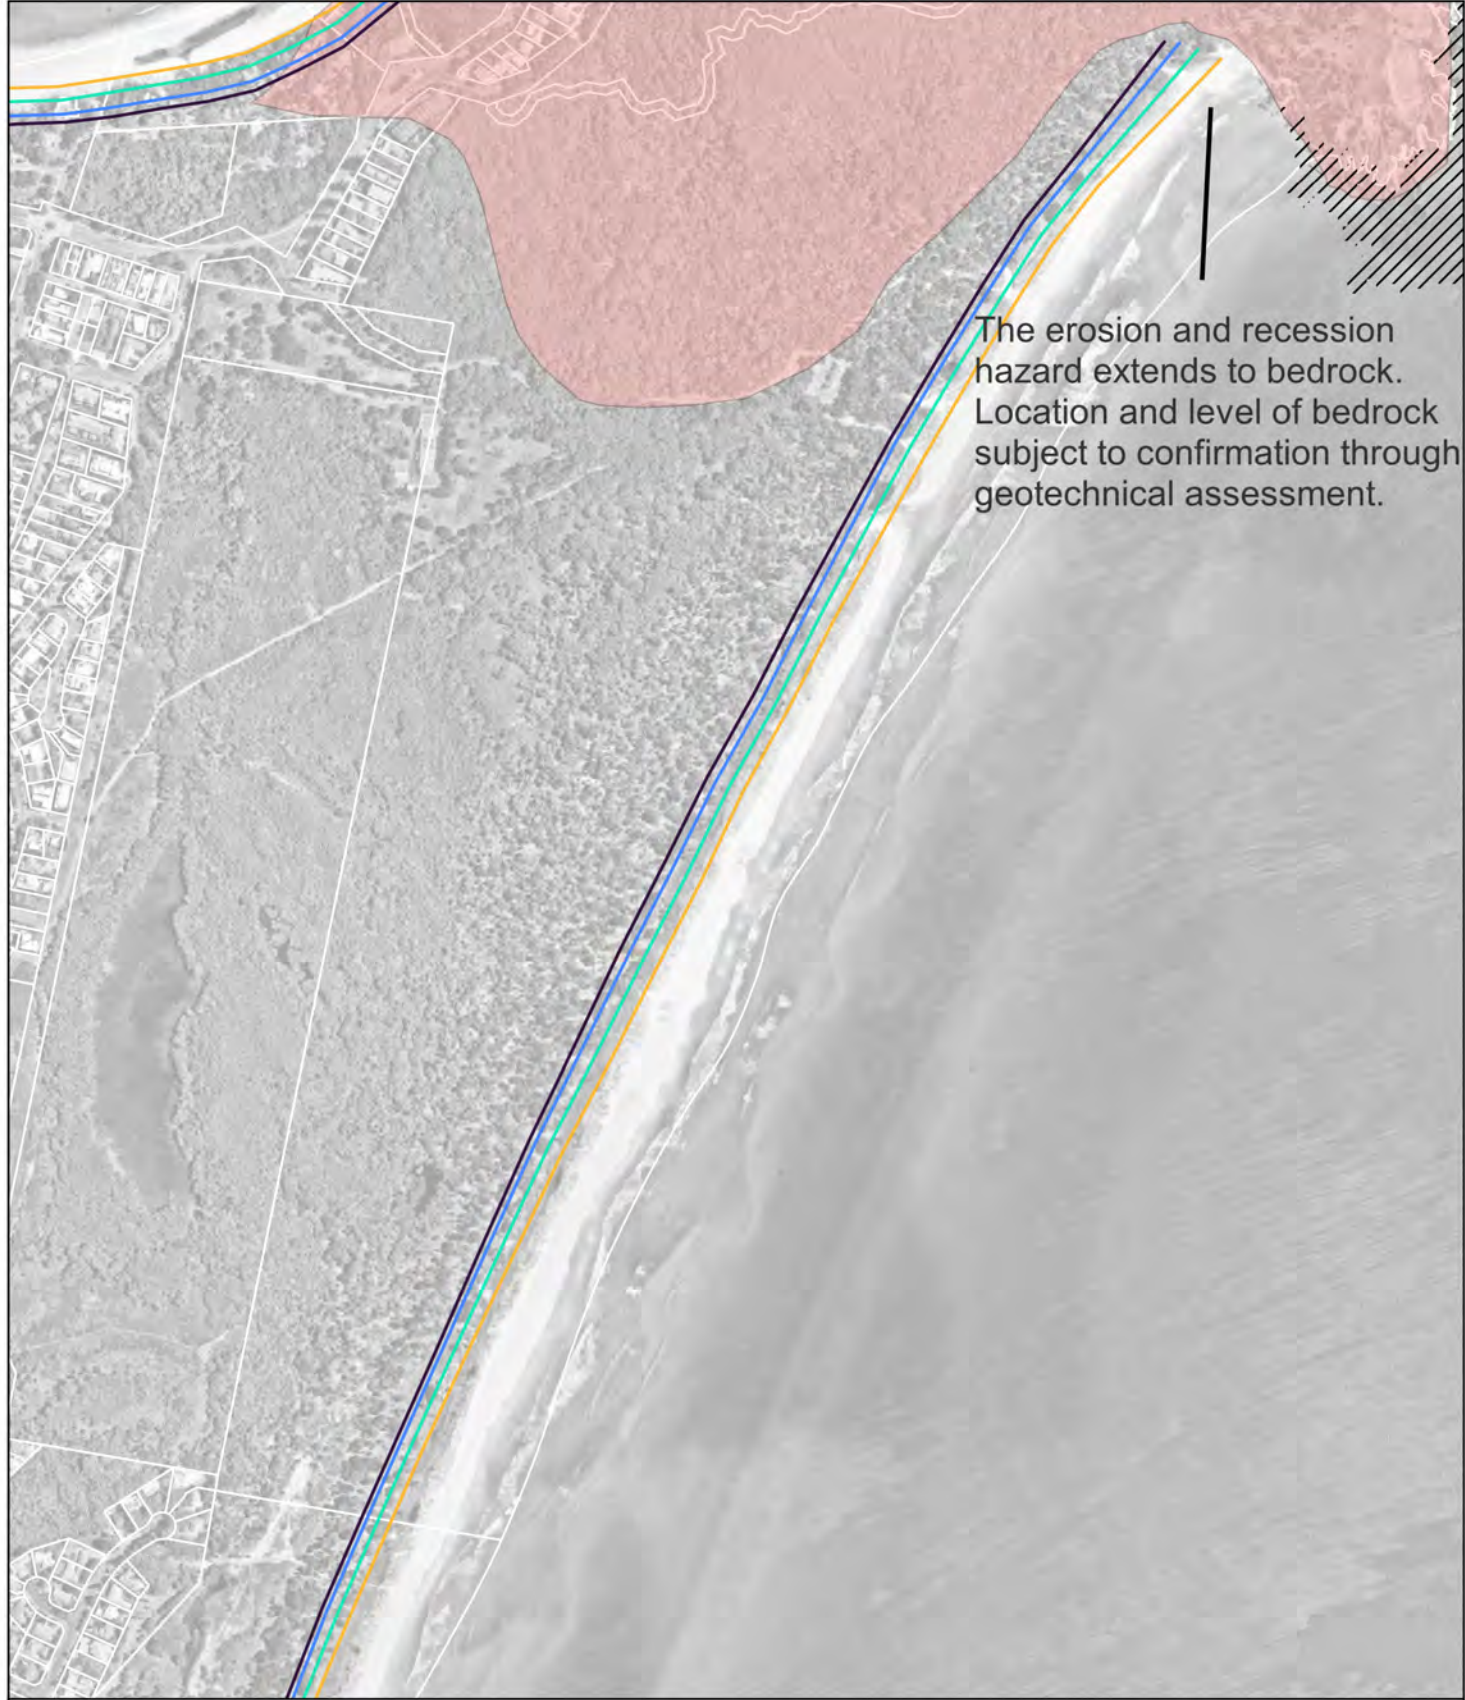 The erosion and recession
hazard extends to bedrock.
Location and level of bedrock
subject to confirmation through
geotechnical assessment.